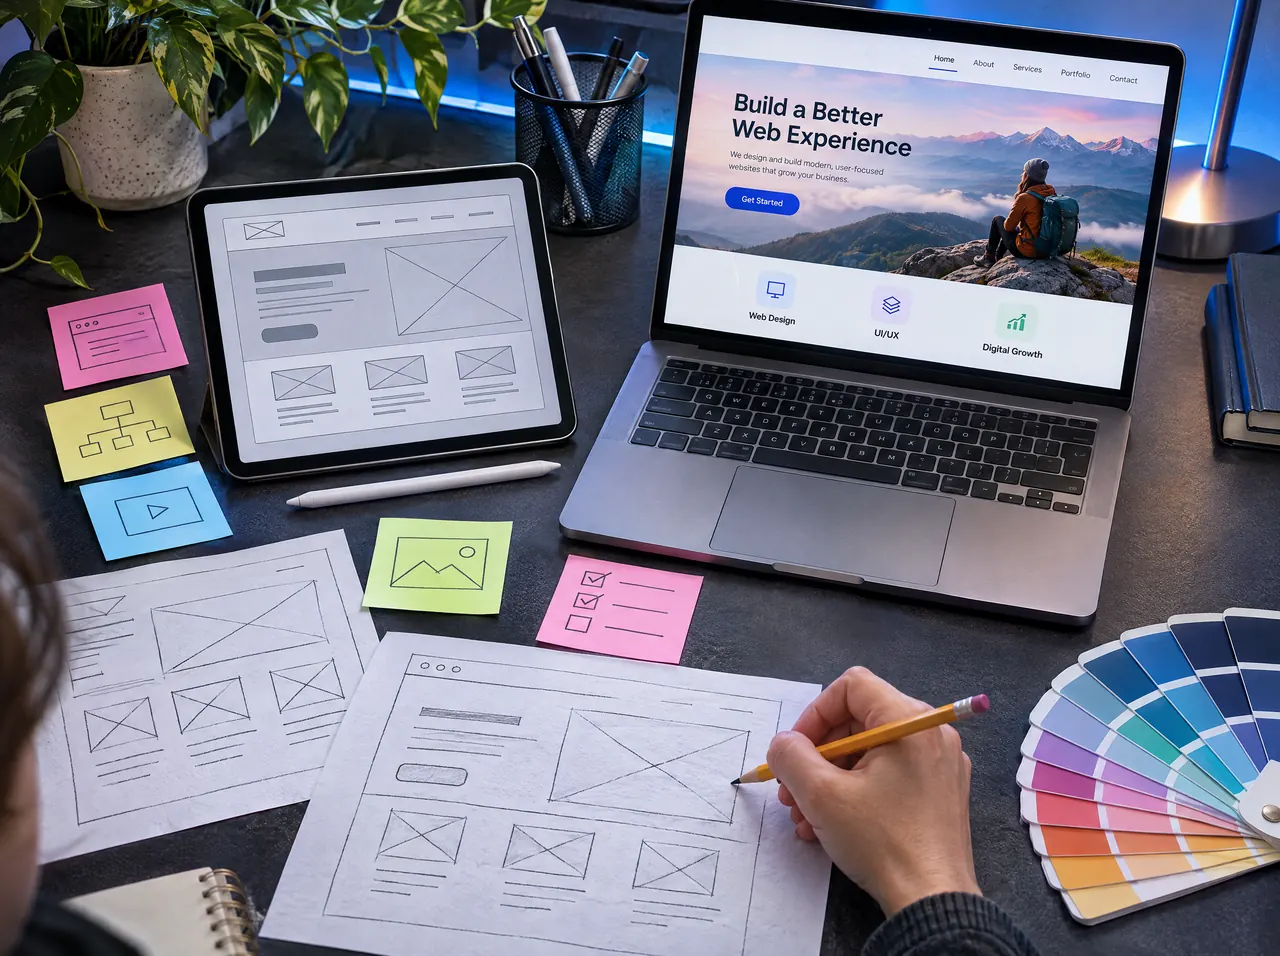 Home
About
Services
Portfolio
Contact
Build a Better
Web Experience
We design and build modern, user-focused
websites that grow your business.
Get Started
Web Design
UI/UX
Digital Growth